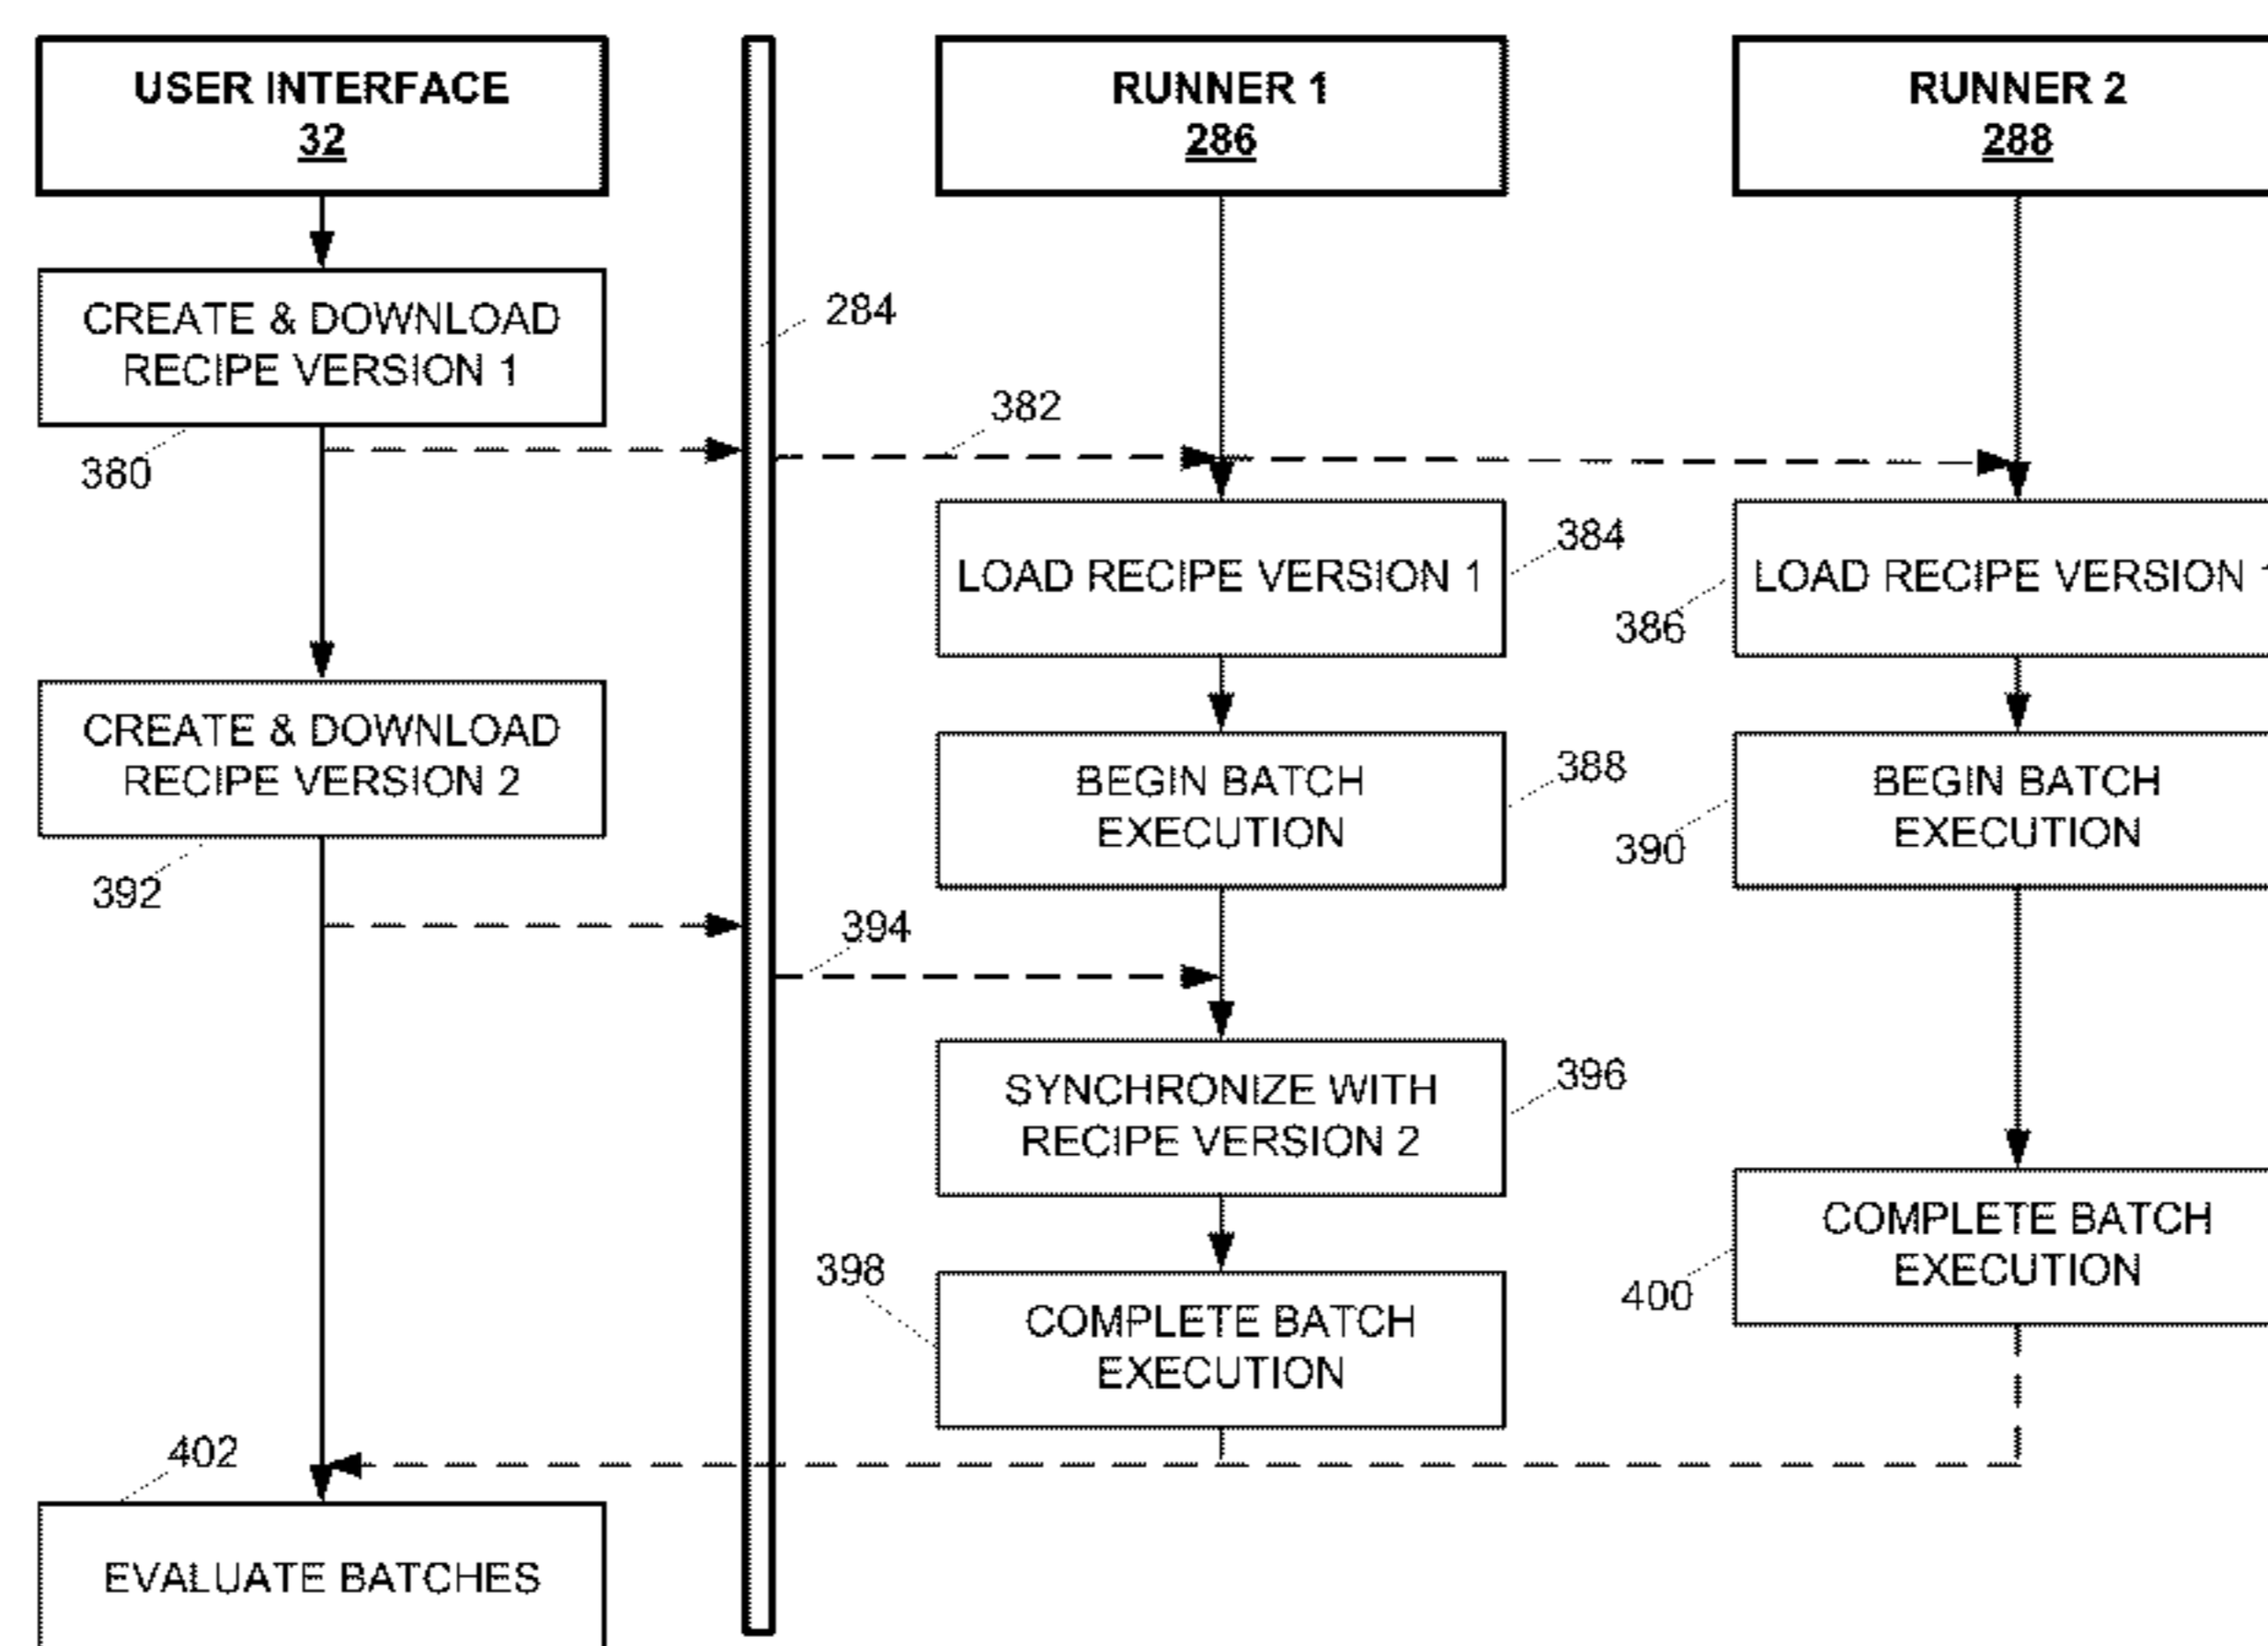 USER INTERFACE
32
RUNNER 1
286
RUNNER 2
288
CREATE & DOWNLOAD
RECIPE VERSION 1
284
382
380
LOAD RECIPE VERSION 1
384
LOAD RECIPE VERSION 1
386
CREATE & DOWNLOAD
RECIPE VERSION 2
BEGIN BATCH
EXECUTION
388
BEGIN BATCH
EXECUTION
390
392
394
SYNCHRONIZE WITH
RECIPE VERSION 2
396
COMPLETE BATCH
EXECUTION
400
398
COMPLETE BATCH
EXECUTION
402
EVALUATE BATCHES